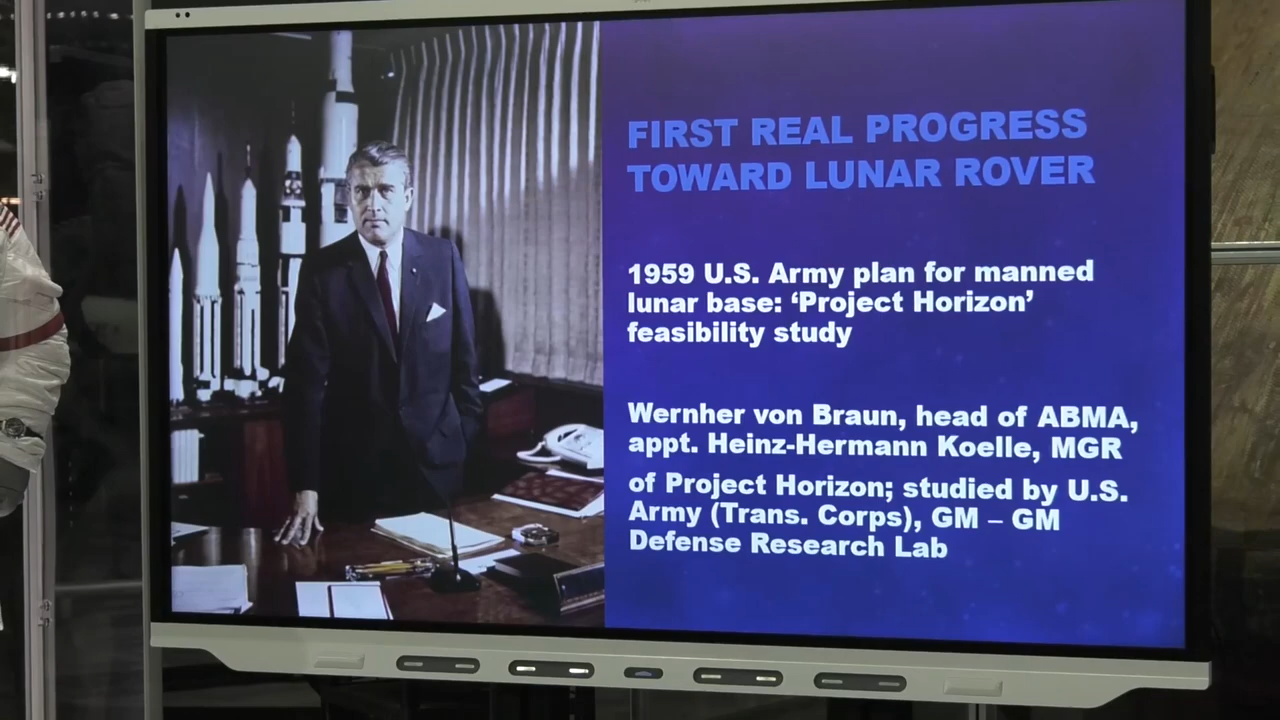 FIRST REAL PROGRESS
TOWARD LUNAR ROVER
1959 U.S. Army plan for manned
lunar base: ‘Project Horizon’
feasibility study
Wernher von Braun, head of ABMA,
appt. Heinz-Hermann Koelle, MGR
of Project Horizon; studied by U.S.
Army (Trans. Corps), GM – GM
Defense Research Lab